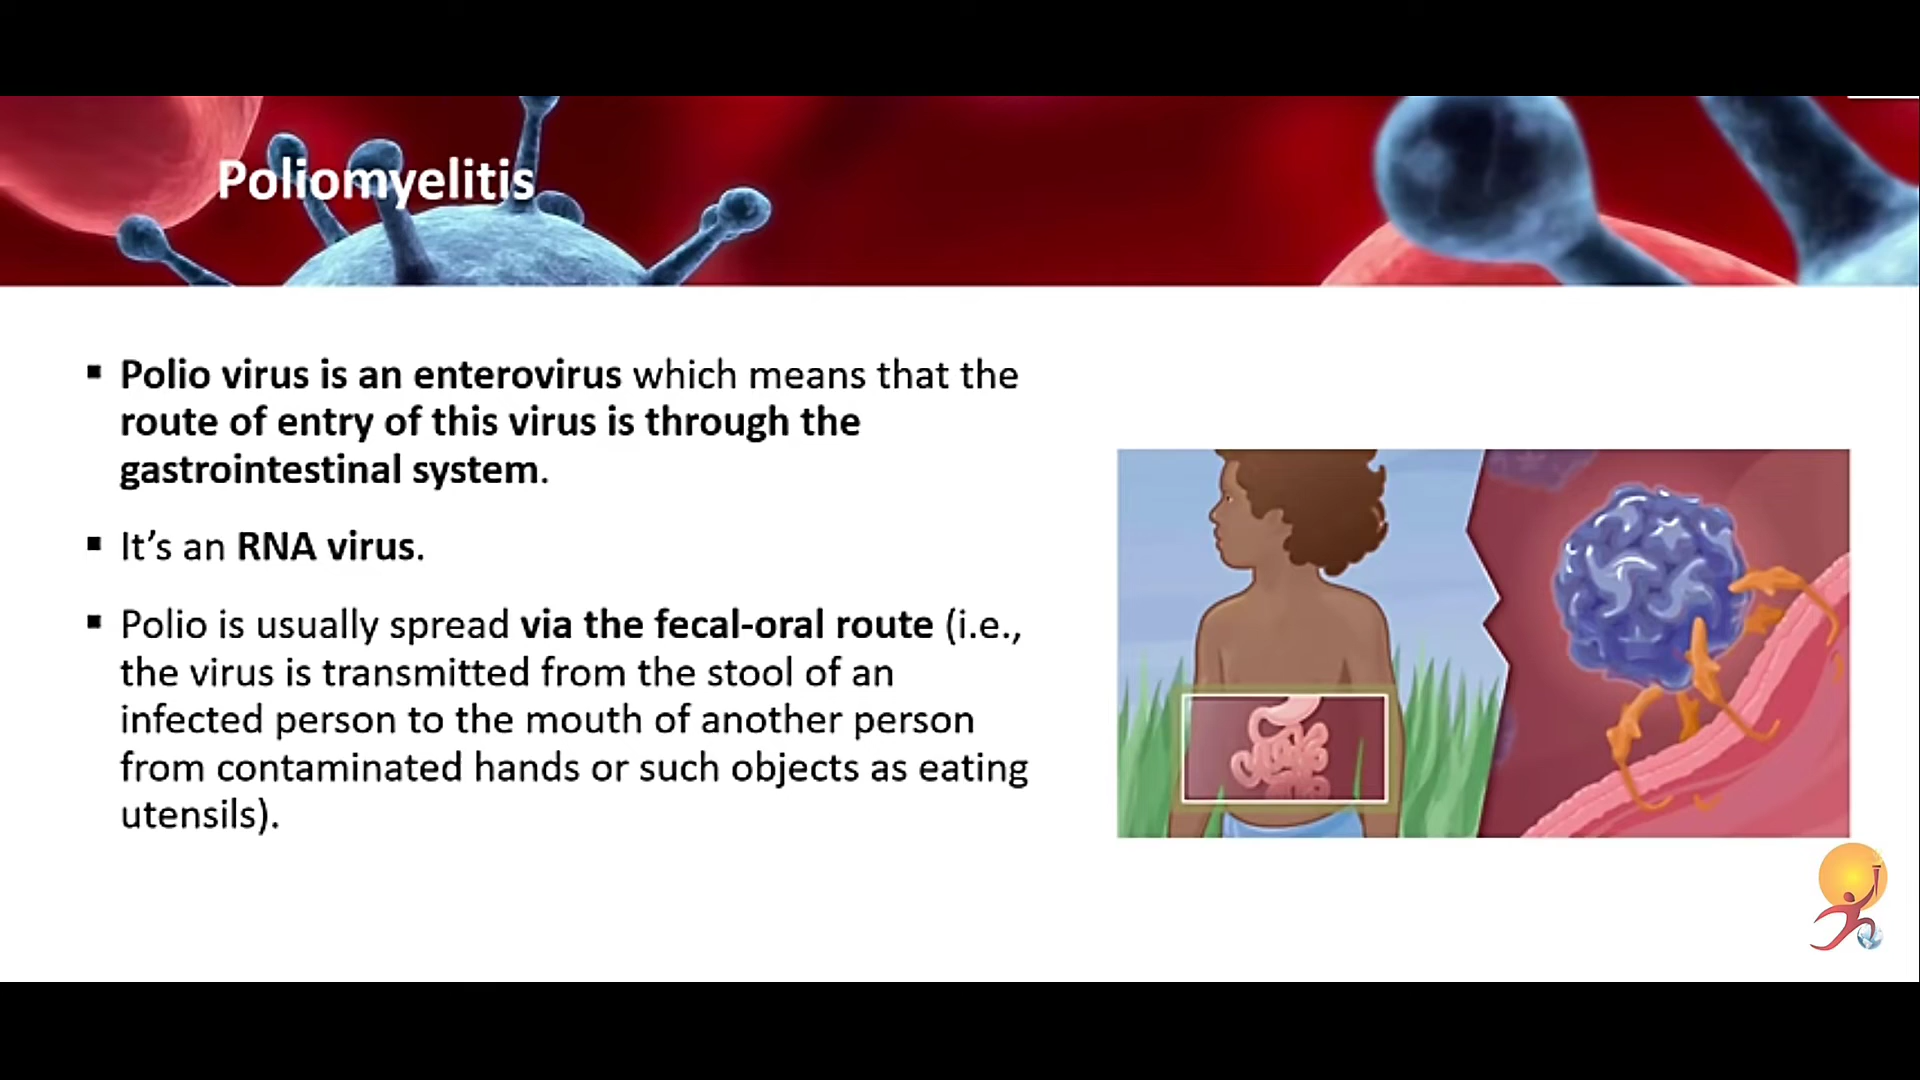 Poliomyelitis
▪ Polio virus is an enterovirus which means that the
route of entry of this virus is through the
gastrointestinal system.
▪ It’s an RNA virus.
▪ Polio is usually spread via the fecal-oral route (i.e.,
the virus is transmitted from the stool of an
infected person to the mouth of another person
from contaminated hands or such objects as eating
utensils).